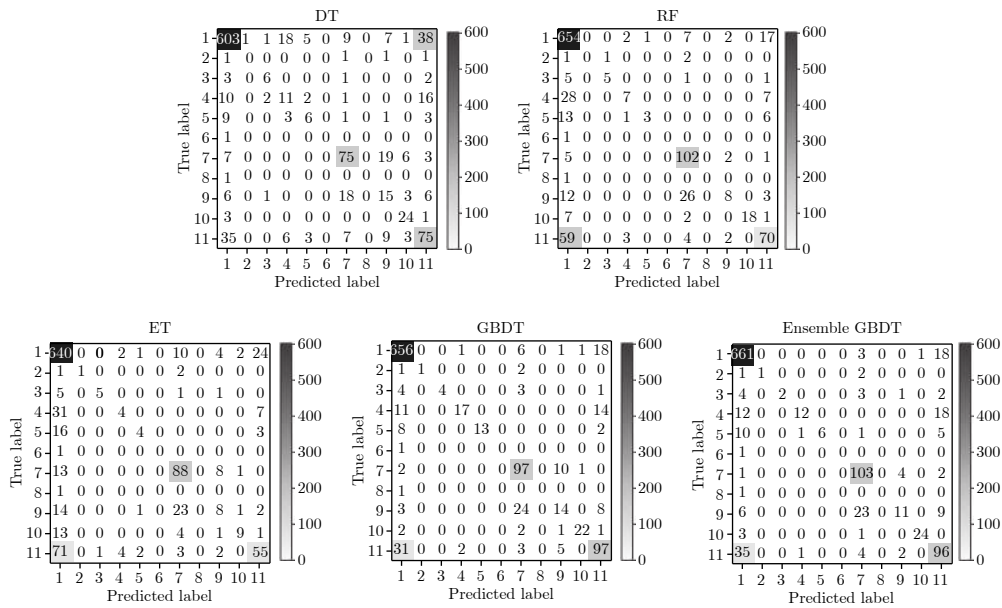 DT
1 603 1 1 18 5 0 9 0 7 1 38
2 1 0 0 0 0 0 1 0 1 0 1
3 3 0 6 0 0 0 1 0 0 0 2
4 10 0 2 11 2 0 1 0 0 0 16
5 9 0 0 3 6 0 1 0 1 0 3
6 1 0 0 0 0 0 0 0 0 0 0
7 7 0 0 0 0 0 75 0 19 6 3
8 1 0 0 0 0 0 0 0 0 0 0
9 6 0 1 0 0 0 18 0 15 3 6
10 3 0 0 0 0 0 0 0 0 24 1
11 35 0 0 6 3 0 7 0 9 3 75
1 2 3 4 5 6 7 8 9 10 11
True label
Predicted label
600
500
400
300
200
100
0
RF
1 654 0 0 2 1 0 7 0 2 0 17
2 1 0 1 0 0 0 2 0 0 0 0
3 5 0 5 0 0 0 1 0 0 0 1
4 28 0 0 7 0 0 0 0 0 0 7
5 13 0 0 1 3 0 0 0 0 0 6
6 1 0 0 0 0 0 0 0 0 0 0
7 5 0 0 0 0 0 102 0 2 0 1
8 1 0 0 0 0 0 0 0 0 0 0
9 12 0 0 0 0 0 26 0 8 0 3
10 7 0 0 0 0 0 2 0 0 18 1
11 59 0 0 3 0 0 4 0 2 0 70
1 2 3 4 5 6 7 8 9 10 11
True label
Predicted label
600
500
400
300
200
100
0
ET
1 640 0 0 2 1 0 10 0 4 2 24
2 1 1 0 0 0 0 2 0 0 0 0
3 3 0 5 0 0 0 1 0 1 0 0
4 31 0 0 4 0 0 0 0 0 0 7
5 16 0 0 0 4 0 0 0 0 0 3
6 1 0 0 0 0 0 0 0 0 0 0
7 13 0 0 0 0 0 88 0 8 1 0
8 1 0 0 0 0 0 0 0 0 0 0
9 14 0 0 0 1 0 23 0 8 1 2
10 13 0 0 0 0 0 4 0 1 9 1
11 71 0 1 4 2 0 3 0 2 0 55
1 2 3 4 5 6 7 8 9 10 11
True label
Predicted label
600
500
400
300
200
100
0
GBDT
1 656 0 0 1 0 0 6 0 1 1 18
2 1 1 0 0 0 0 2 0 0 0 0
3 4 0 4 0 0 0 3 0 0 0 1
4 11 0 0 17 0 0 0 0 0 0 14
5 8 0 0 0 13 0 0 0 0 0 2
6 1 0 0 0 0 0 0 0 0 0 0
7 2 0 0 0 0 0 97 0 10 1 0
8 1 0 0 0 0 0 0 0 0 0 0
9 3 0 0 0 0 0 24 0 14 0 8
10 2 0 0 0 0 0 2 0 1 22 1
11 31 0 0 2 0 0 3 0 5 0 97
1 2 3 4 5 6 7 8 9 10 11
True label
Predicted label
600
500
400
300
200
100
0
Ensemble GBDT
1 661 0 0 0 0 0 3 0 0 1 18
2 1 1 0 0 0 0 2 0 0 0 0
3 4 0 2 0 0 0 3 0 1 0 2
4 12 0 0 12 0 0 0 0 0 0 18
5 10 0 0 1 6 0 1 0 0 0 5
6 1 0 0 0 0 0 0 0 0 0 0
7 1 0 0 0 0 0 103 0 4 0 2
8 1 0 0 0 0 0 0 0 0 0 0
9 6 0 0 0 0 0 23 0 11 0 9
10 3 0 0 0 0 0 1 0 0 24 0
11 35 0 0 1 0 0 4 0 2 0 96
1 2 3 4 5 6 7 8 9 10 11
True label
Predicted label
600
500
400
300
200
100
0